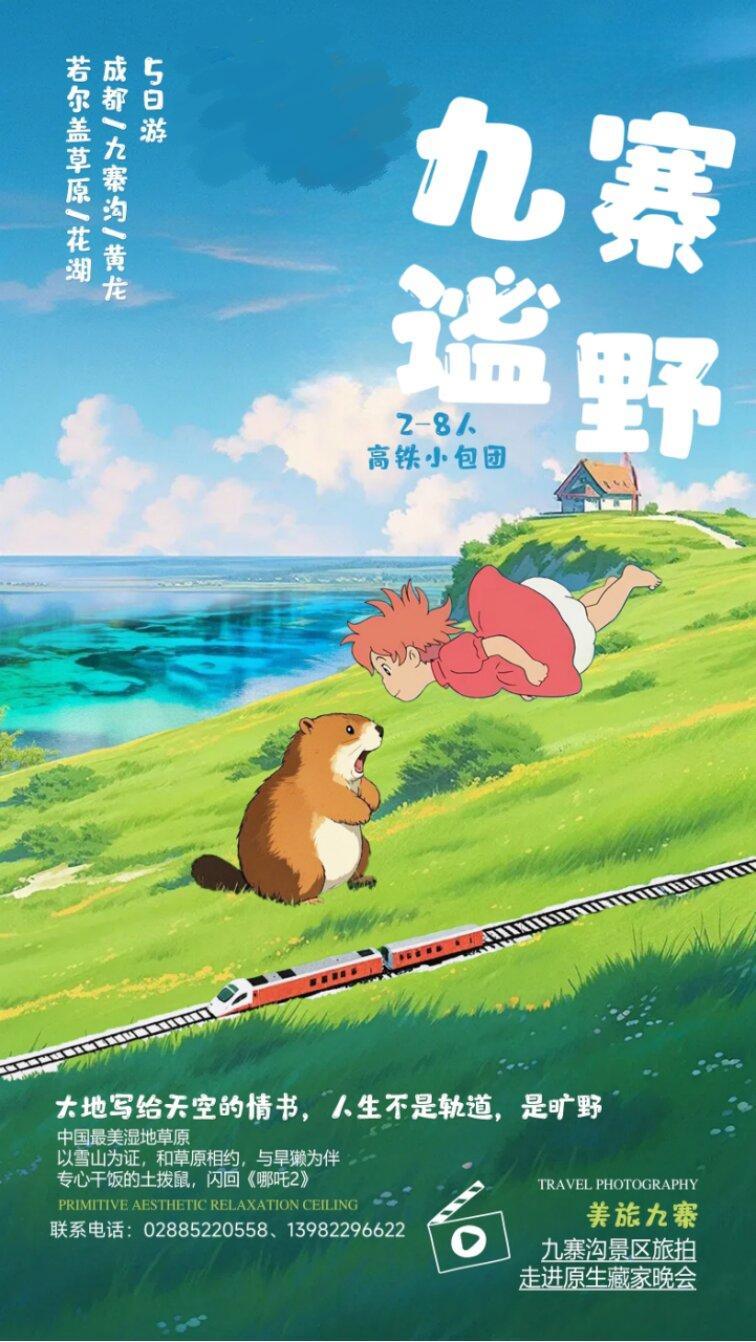 5日游
成都/九寨沟/黄龙
若尔盖草原/花湖
九寨
谧野
2-8人
高铁小包团
大地写给天空的情书，人生不是轨道，是旷野
中国最美湿地草原
以雪山为证，和草原相约，与旱獭为伴
专心干饭的土拨鼠，闪回《哪吒2》
PRIMITIVE AESTHETIC RELAXATION CEILING
联系电话：02885220558、13982296622
TRAVEL PHOTOGRAPHY
美旅九寨
九寨沟景区旅拍
走进原生藏家晚会